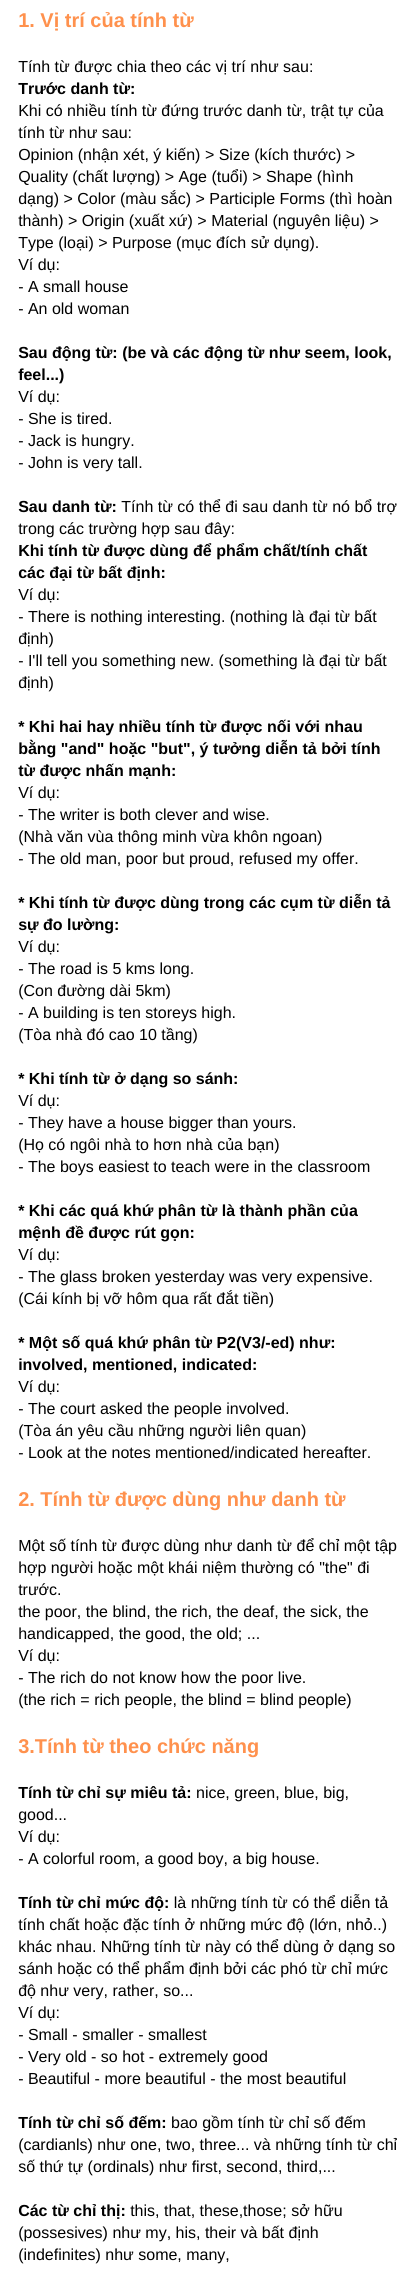 1. Vị trí của tính từ
Tính từ được chia theo các vị trí như sau:
Trước danh từ:
Khi có nhiều tính từ đứng trước danh từ, trật tự của
tính từ như sau:
Opinion (nhận xét, ý kiến) > Size (kích thước) >
Quality (chất lượng) > Age (tuổi) > Shape (hình
dạng) > Color (màu sắc) > Participle Forms (thì hoàn
thành) > Origin (xuất xứ) > Material (nguyên liệu) >
Type (loại) > Purpose (mục đích sử dụng).
Ví dụ:
- A small house
- An old woman
Sau động từ: (be và các động từ như seem, look,
feel...)
Ví dụ:
- She is tired.
- Jack is hungry.
- John is very tall.
Sau danh từ: Tính từ có thể đi sau danh từ nó bổ trợ
trong các trường hợp sau đây:
Khi tính từ được dùng để phẩm chất/tính chất
các đại từ bất định:
Ví dụ:
- There is nothing interesting. (nothing là đại từ bất
định)
- I'll tell you something new. (something là đại từ bất
định)
* Khi hai hay nhiều tính từ được nối với nhau
bằng "and" hoặc "but", ý tưởng diễn tả bởi tính
từ được nhấn mạnh:
Ví dụ:
- The writer is both clever and wise.
(Nhà văn vùa thông minh vừa khôn ngoan)
- The old man, poor but proud, refused my offer.
* Khi tính từ được dùng trong các cụm từ diễn tả
sự đo lường:
Ví dụ:
- The road is 5 kms long.
(Con đường dài 5km)
- A building is ten storeys high.
(Tòa nhà đó cao 10 tầng)
* Khi tính từ ở dạng so sánh:
Ví dụ:
- They have a house bigger than yours.
(Họ có ngôi nhà to hơn nhà của bạn)
- The boys easiest to teach were in the classroom
* Khi các quá khứ phân từ là thành phần của
mệnh đề được rút gọn:
Ví dụ:
- The glass broken yesterday was very expensive.
(Cái kính bị vỡ hôm qua rất đắt tiền)
* Một số quá khứ phân từ P2(V3/-ed) như:
involved, mentioned, indicated:
Ví dụ:
- The court asked the people involved.
(Tòa án yêu cầu những người liên quan)
- Look at the notes mentioned/indicated hereafter.
2. Tính từ được dùng như danh từ
Một số tính từ được dùng như danh từ để chỉ một tập
hợp người hoặc một khái niệm thường có "the" đi
trước.
the poor, the blind, the rich, the deaf, the sick, the
handicapped, the good, the old; ...
Ví dụ:
- The rich do not know how the poor live.
(the rich = rich people, the blind = blind people)
3.Tính từ theo chức năng
Tính từ chỉ sự miêu tả: nice, green, blue, big,
good...
Ví dụ:
- A colorful room, a good boy, a big house.
Tính từ chỉ mức độ: là những tính từ có thể diễn tả
tính chất hoặc đặc tính ở những mức độ (lớn, nhỏ..)
khác nhau. Những tính từ này có thể dùng ở dạng so
sánh hoặc có thể phẩm định bởi các phó từ chỉ mức
độ như very, rather, so...
Ví dụ:
- Small - smaller - smallest
- Very old - so hot - extremely good
- Beautiful - more beautiful - the most beautiful
Tính từ chỉ số đếm: bao gồm tính từ chỉ số đếm
(cardianls) như one, two, three... và những tính từ chỉ
số thứ tự (ordinals) như first, second, third,...
Các từ chỉ thị: this, that, these,those; sở hữu
(possesives) như my, his, their và bất định
(indefinites) như some, many,